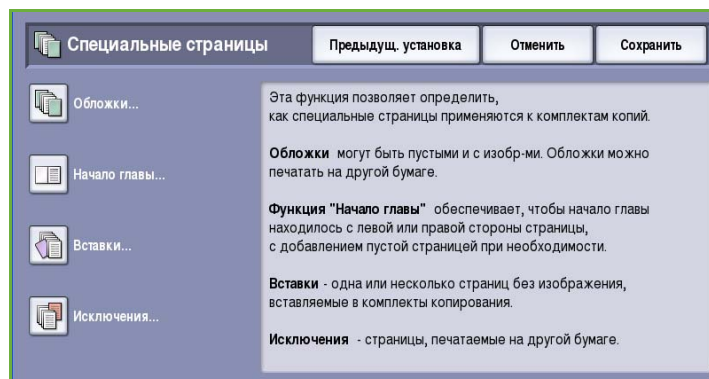 Специальные страницы
Предыдущ. установка
Отменить
Сохранить
Обложки...
Начало главы...
Вставки...
Исключения...
Эта функция позволяет определить,
как специальные страницы применяются к комплектам копий.
Обложки могут быть пустыми и с изобр-ми. Обложки можно
печатать на другой бумаге.
Функция "Начало главы" обеспечивает, чтобы начало главы
находилось с левой или правой стороны страницы,
с добавлением пустой страницей при необходимости.
Вставки - одна или несколько страниц без изображения,
вставляемые в комплекты копирования.
Исключения - страницы, печатаемые на другой бумаге.